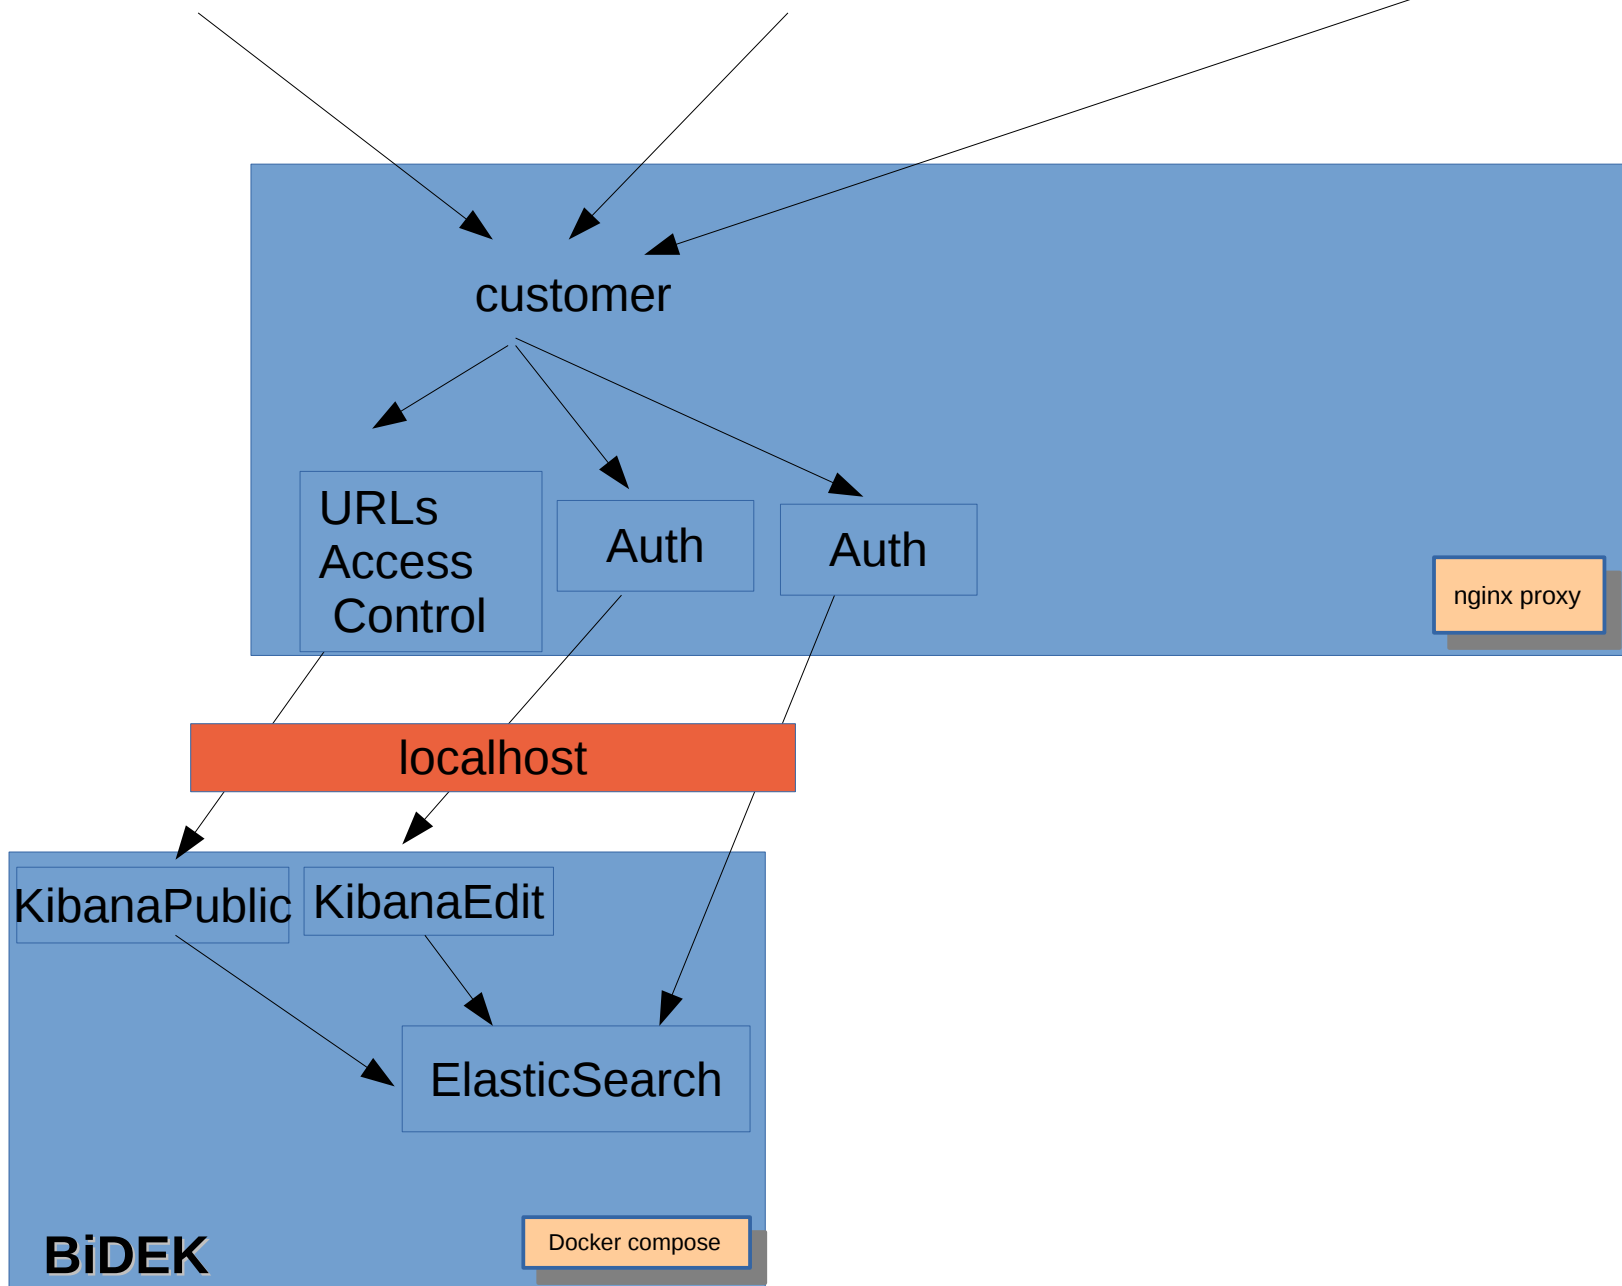 customer
URLs
Access
Control
Auth
Auth
nginx proxy
localhost
KibanaPublic
KibanaEdit
ElasticSearch
BiDEK
Docker compose